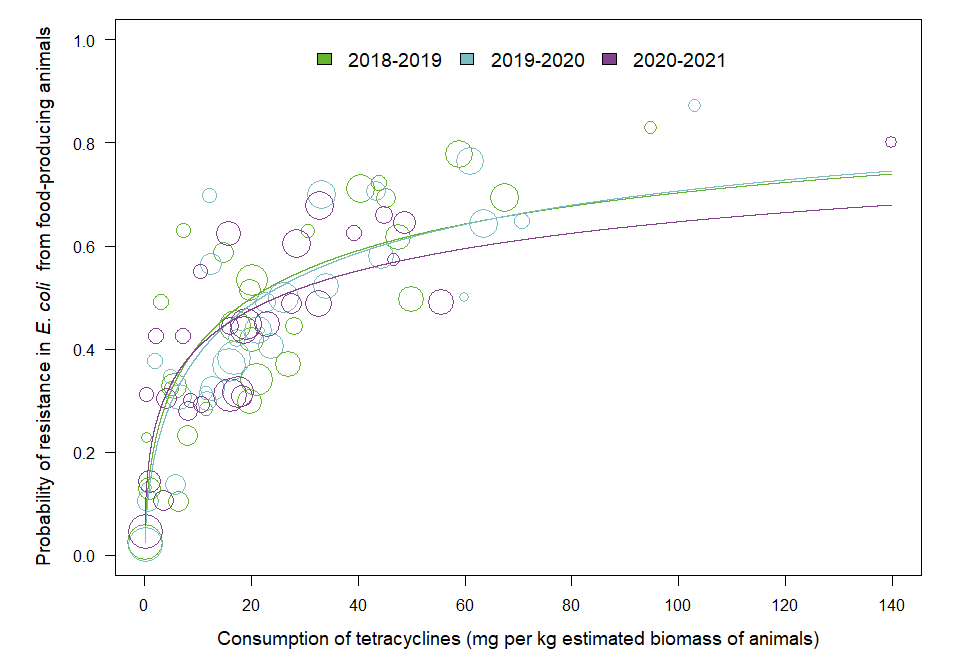 2018-2019 2019-2020 2020-2021
Probability of resistance in E. coli from food-producing animals
1.0
0.8
0.6
0.4
0.2
0.0
0 20 40 60 80 100 120 140
Consumption of tetracyclines (mg per kg estimated biomass of animals)